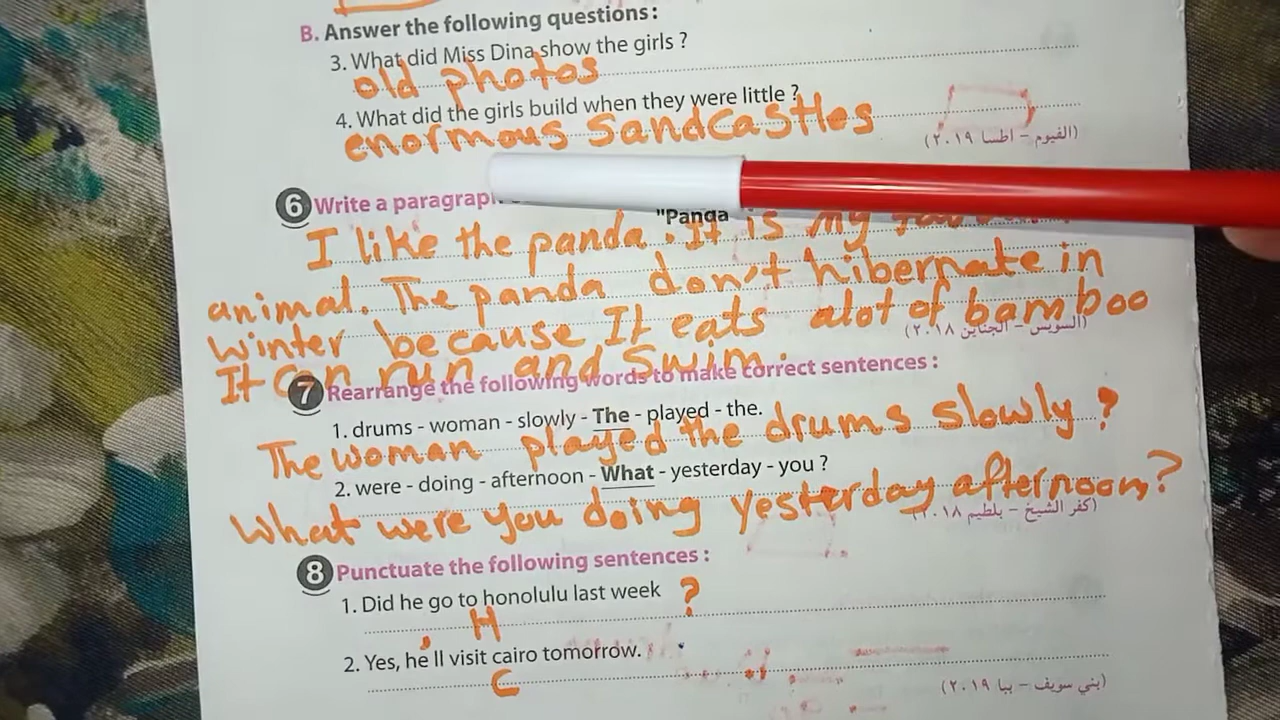 B. Answer the following questions:
3. What did Miss Dina show the girls ?
old photos
4. What did the girls build when they were little ?
enormous Sandcastles
(الفيوم - اطسا ٢٠١٩)
6 Write a paragraph
"Panda
I like the panda. It is my
animal. The panda don't hibernate in
winter because It eats alot of bamboo
(السويس - الجناين ٢٠١٨)
It can run and Swim.
7 Rearrange the following words to make correct sentences :
1. drums - woman - slowly - The - played - the.
The woman played the drums slowly ?
2. were - doing - afternoon - What - yesterday - you ?
What were you doing yesterday afternoon?
(كفر الشيخ - بلطيم ٢٠١٨)
8 Punctuate the following sentences :
1. Did he go to honolulu last week ?
, H
2. Yes, he ll visit cairo tomorrow.
C
(بني سويف - ببا ٢٠١٩)